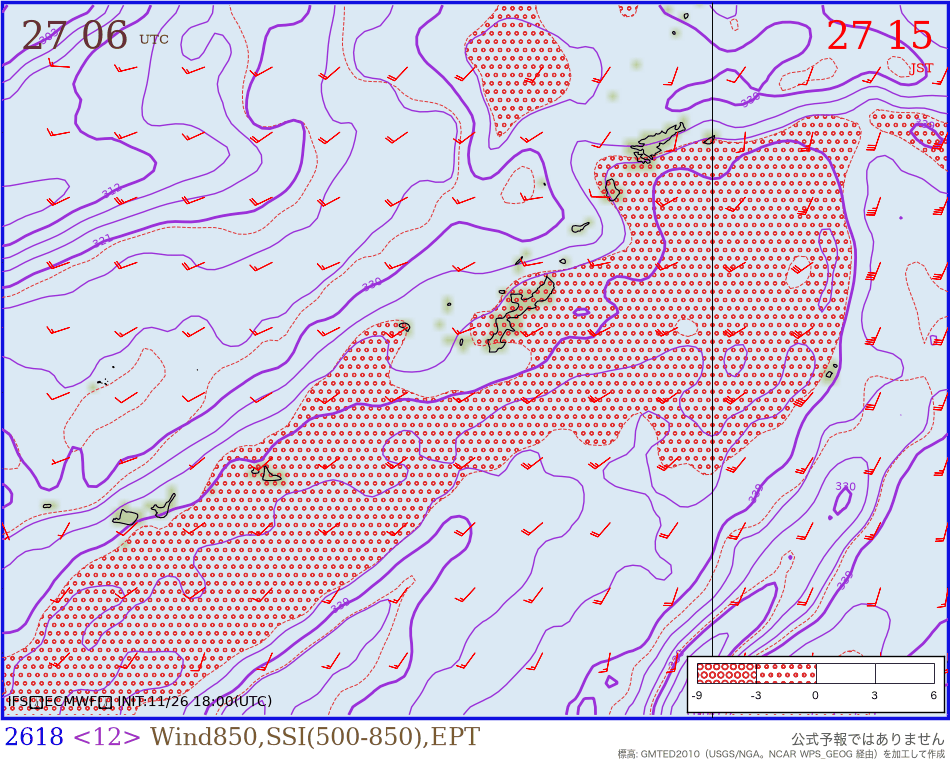 27 06 UTC
27 15
JST
303
330
312
321
330
339
330
339
339
339
-9 -3 0 3 6
IFS□JECMWF□ INIT:11/26 18:00(UTC)
2618 <12> Wind850,SSI(500-850),EPT
公式予報ではありません
標高: GMTED2010（USGS/NGA。NCAR WPS_GEOG 経由）を加工して作成